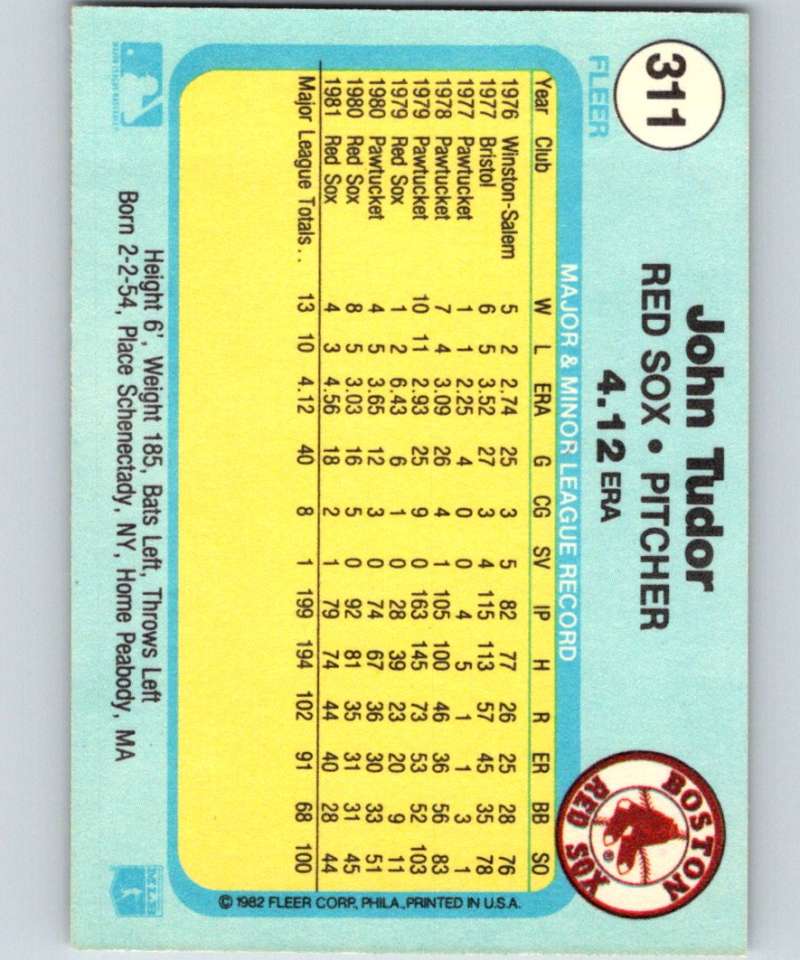 311
FLEER
John Tudor
RED SOX • PITCHER
4.12 ERA
BOSTON
RED SOX
®
MAJOR & MINOR LEAGUE RECORD
Year Club W L ERA G CG SV IP H R ER BB SO
1976 Winston-Salem 5 2 2.74 25 3 5 82 77 26 25 28 76
1977 Bristol 6 5 3.52 27 3 4 115 113 57 45 35 78
1977 Pawtucket 1 1 2.25 4 0 0 4 5 1 1 3 1
1978 Pawtucket 7 4 3.09 26 4 1 105 100 46 36 56 83
1979 Pawtucket 10 11 2.93 25 9 0 163 145 73 53 52 103
1979 Red Sox 1 2 6.43 6 1 0 28 39 23 20 9 11
1980 Pawtucket 4 5 3.65 12 3 0 74 67 36 30 33 51
1980 Red Sox 8 5 3.03 16 5 0 92 81 35 31 31 45
1981 Red Sox 4 3 4.56 18 2 1 79 74 44 40 28 44
Major League Totals.. 13 10 4.12 40 8 1 199 194 102 91 68 100
© 1982 FLEER CORP., PHILA., PRINTED IN U.S.A.
MAJOR LEAGUE BASEBALL
Height 6', Weight 185, Bats Left, Throws Left
Born 2-2-54, Place Schenectady, NY, Home Peabody, MA